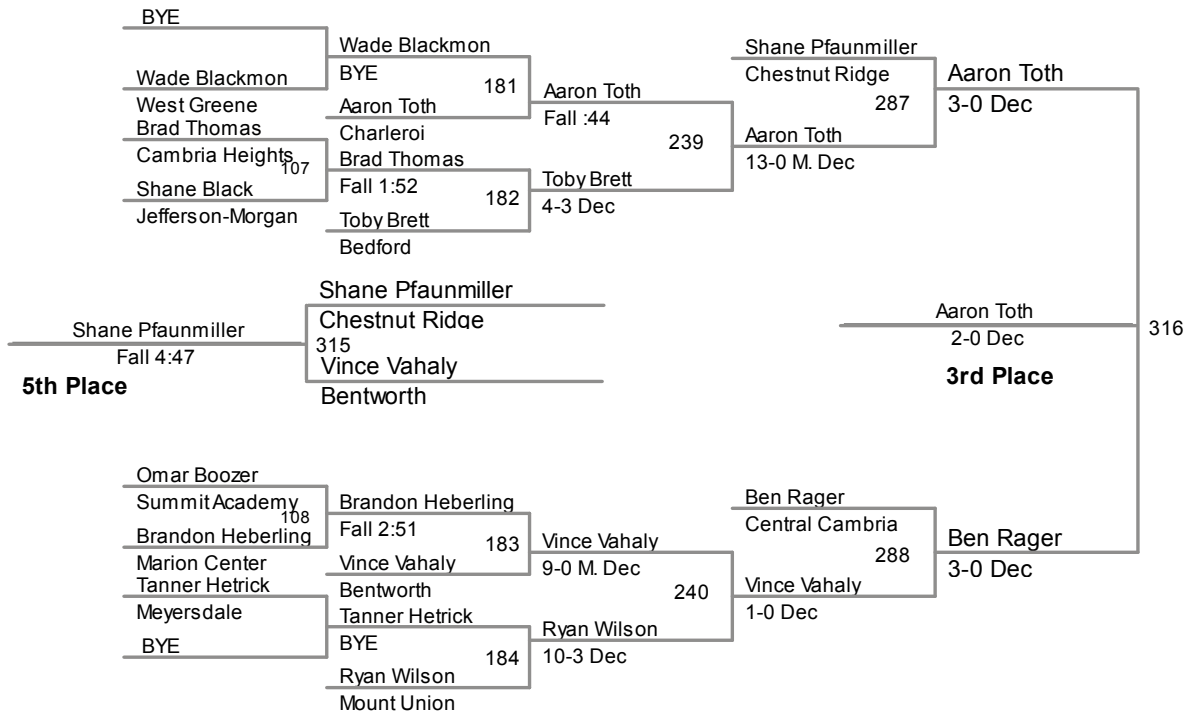 BYE
Wade Blackmon
West Greene
Brad Thomas
Cambria Heights
107
Shane Black
Jefferson-Morgan
Wade Blackmon
BYE
181
Aaron Toth
Charleroi
Brad Thomas
Fall 1:52
182
Toby Brett
Bedford
Aaron Toth
Fall :44
239
Toby Brett
4-3 Dec
Shane Pfaunmiller
Chestnut Ridge
287
Aaron Toth
13-0 M. Dec
Aaron Toth
3-0 Dec
Shane Pfaunmiller
Chestnut Ridge
Shane Pfaunmiller
Fall 4:47
315
Vince Vahaly
Bentworth
5th Place
Aaron Toth
2-0 Dec
316
3rd Place
Omar Boozer
Summit Academy
108
Brandon Heberling
Marion Center
Tanner Hetrick
Meyersdale
BYE
Brandon Heberling
Fall 2:51
183
Vince Vahaly
Bentworth
Tanner Hetrick
BYE
184
Ryan Wilson
Mount Union
Vince Vahaly
9-0 M. Dec
240
Ryan Wilson
10-3 Dec
Ben Rager
Central Cambria
288
Vince Vahaly
1-0 Dec
Ben Rager
3-0 Dec